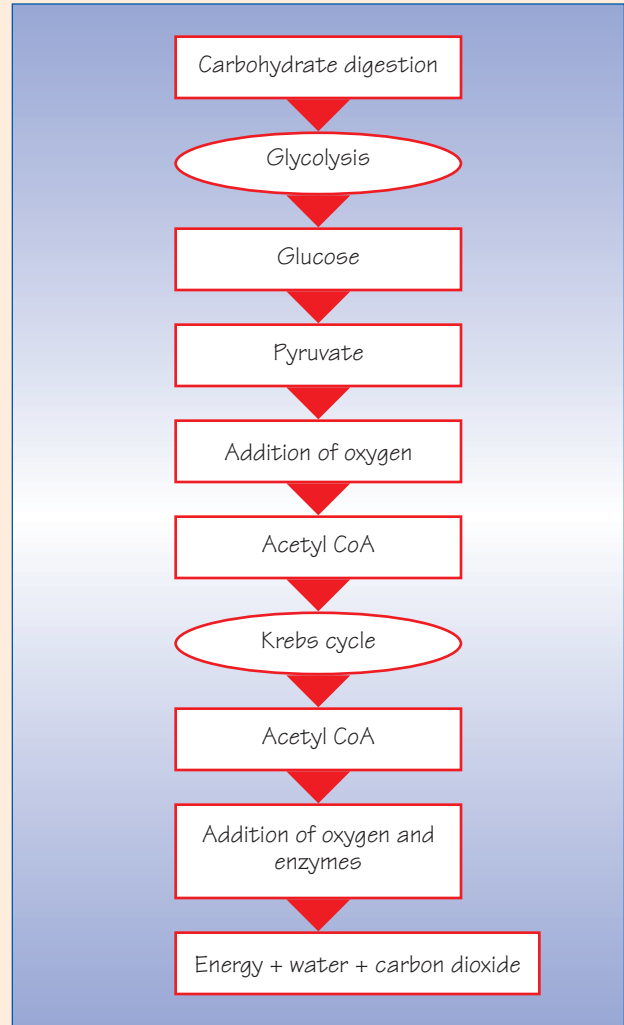 Carbohydrate digestion
Glycolysis
Glucose
Pyruvate
Addition of oxygen
Acetyl CoA
Krebs cycle
Acetyl CoA
Addition of oxygen and
enzymes
Energy + water + carbon dioxide